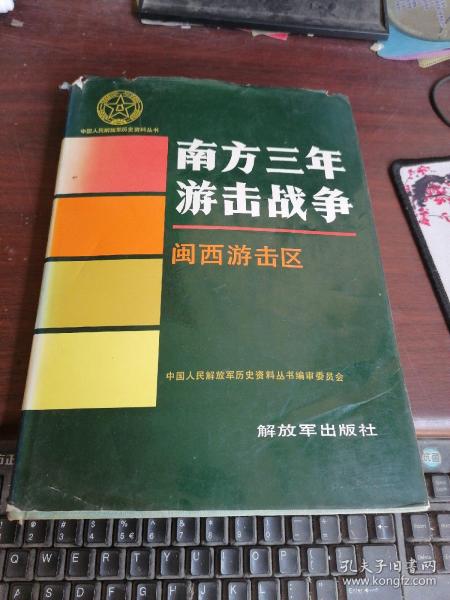 中国人民解放军历史资料丛书
南方三年
游击战争
闽西游击区
中国人民解放军历史资料丛书编审委员会
解放军出版社
方正
Q
W
E
R
T
Y
U
I
O
A
S
D
F
G
H
J
K
L
Enter
孔夫子旧书网
www.kongfz.com